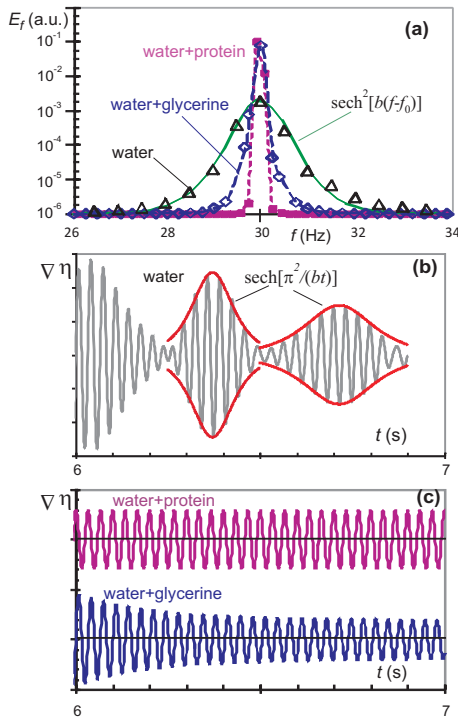 E_f (a.u.)
(a)
10^-1
water+protein
10^-2
water+glycerine
sech^2[b(f-f_0)]
10^-3
water
10^-4
10^-5
10^-6
26 28 30 32 34
f (Hz)
∇ η
(b)
water
sech[π^2/(bt)]
t (s)
6 7
∇ η
(c)
water+protein
water+glycerine
t (s)
6 7